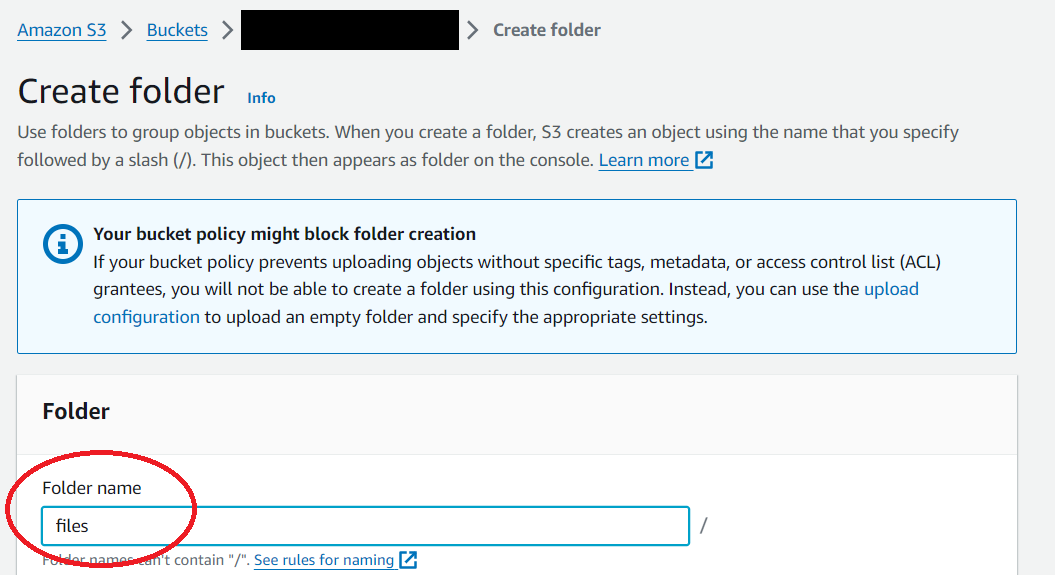 Amazon S3 > Buckets > > Create folder
Create folder Info
Use folders to group objects in buckets. When you create a folder, S3 creates an object using the name that you specify
followed by a slash (/). This object then appears as folder on the console. Learn more
Your bucket policy might block folder creation
If your bucket policy prevents uploading objects without specific tags, metadata, or access control list (ACL)
grantees, you will not be able to create a folder using this configuration. Instead, you can use the upload
configuration to upload an empty folder and specify the appropriate settings.
Folder
Folder name
files /
Folder names can't contain "/". See rules for naming